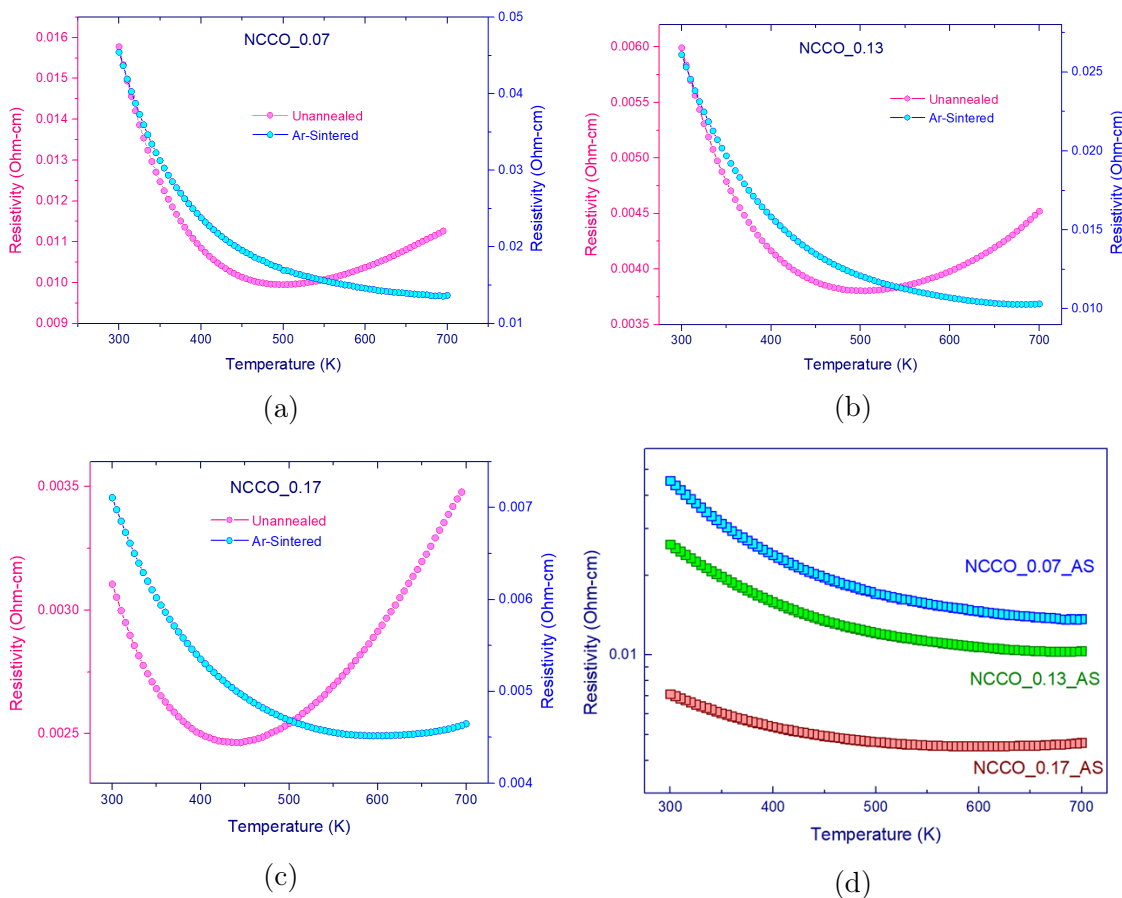 NCCO_0.07
Resistivity (Ohm-cm)
0.016
0.015
0.014
0.013
0.012
0.011
0.010
0.009
Unannealed
Ar-Sintered
0.05
0.04
0.03
0.02
0.01
Resistivity (Ohm-cm)
300 400 500 600 700
Temperature (K)
(a)
NCCO_0.13
Resistivity (Ohm-cm)
0.0060
0.0055
0.0050
0.0045
0.0040
0.0035
Unannealed
Ar-Sintered
0.025
0.020
0.015
0.010
Resistivity (Ohm-cm)
300 400 500 600 700
Temperature (K)
(b)
NCCO_0.17
Resistivity (Ohm-cm)
0.0035
0.0030
0.0025
Unannealed
Ar-Sintered
0.007
0.006
0.005
0.004
Resistivity (Ohm-cm)
300 400 500 600 700
Temperature (K)
(c)
Resistivity (Ohm-cm)
0.01
NCCO_0.07_AS
NCCO_0.13_AS
NCCO_0.17_AS
300 400 500 600 700
Temperature (K)
(d)